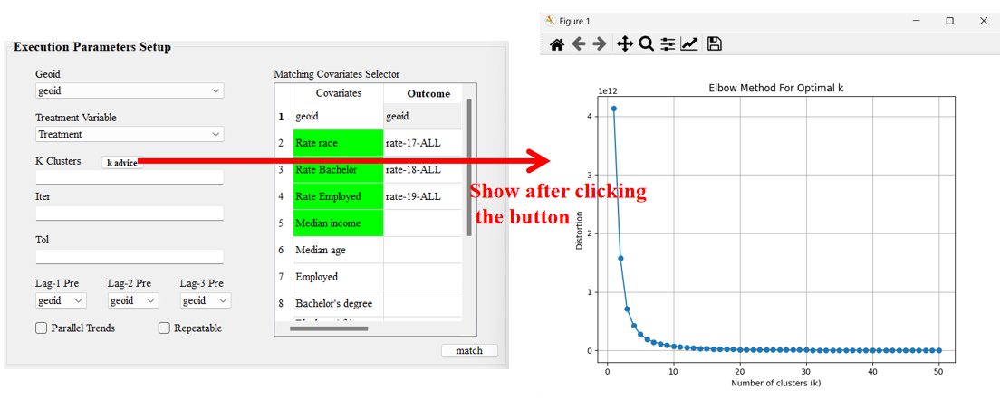 Execution Parameters Setup
Geoid
geoid
Treatment Variable
Treatment
K Clusters
k advice
Iter
Tol
Lag-1 Pre Lag-2 Pre Lag-3 Pre
geoid geoid geoid
Parallel Trends Repeatable
Matching Covariates Selector
Covariates Outcome
1 geoid geoid
2 Rate race rate-17-ALL
3 Rate Bachelor rate-18-ALL
4 Rate Employed rate-19-ALL
5 Median income
6 Median age
7 Employed
8 Bachelor's degree
match
Show after clicking
the button
Figure 1
Elbow Method For Optimal k
1e12
4
3
2
1
0
Distortion
0 10 20 30 40 50
Number of clusters (k)